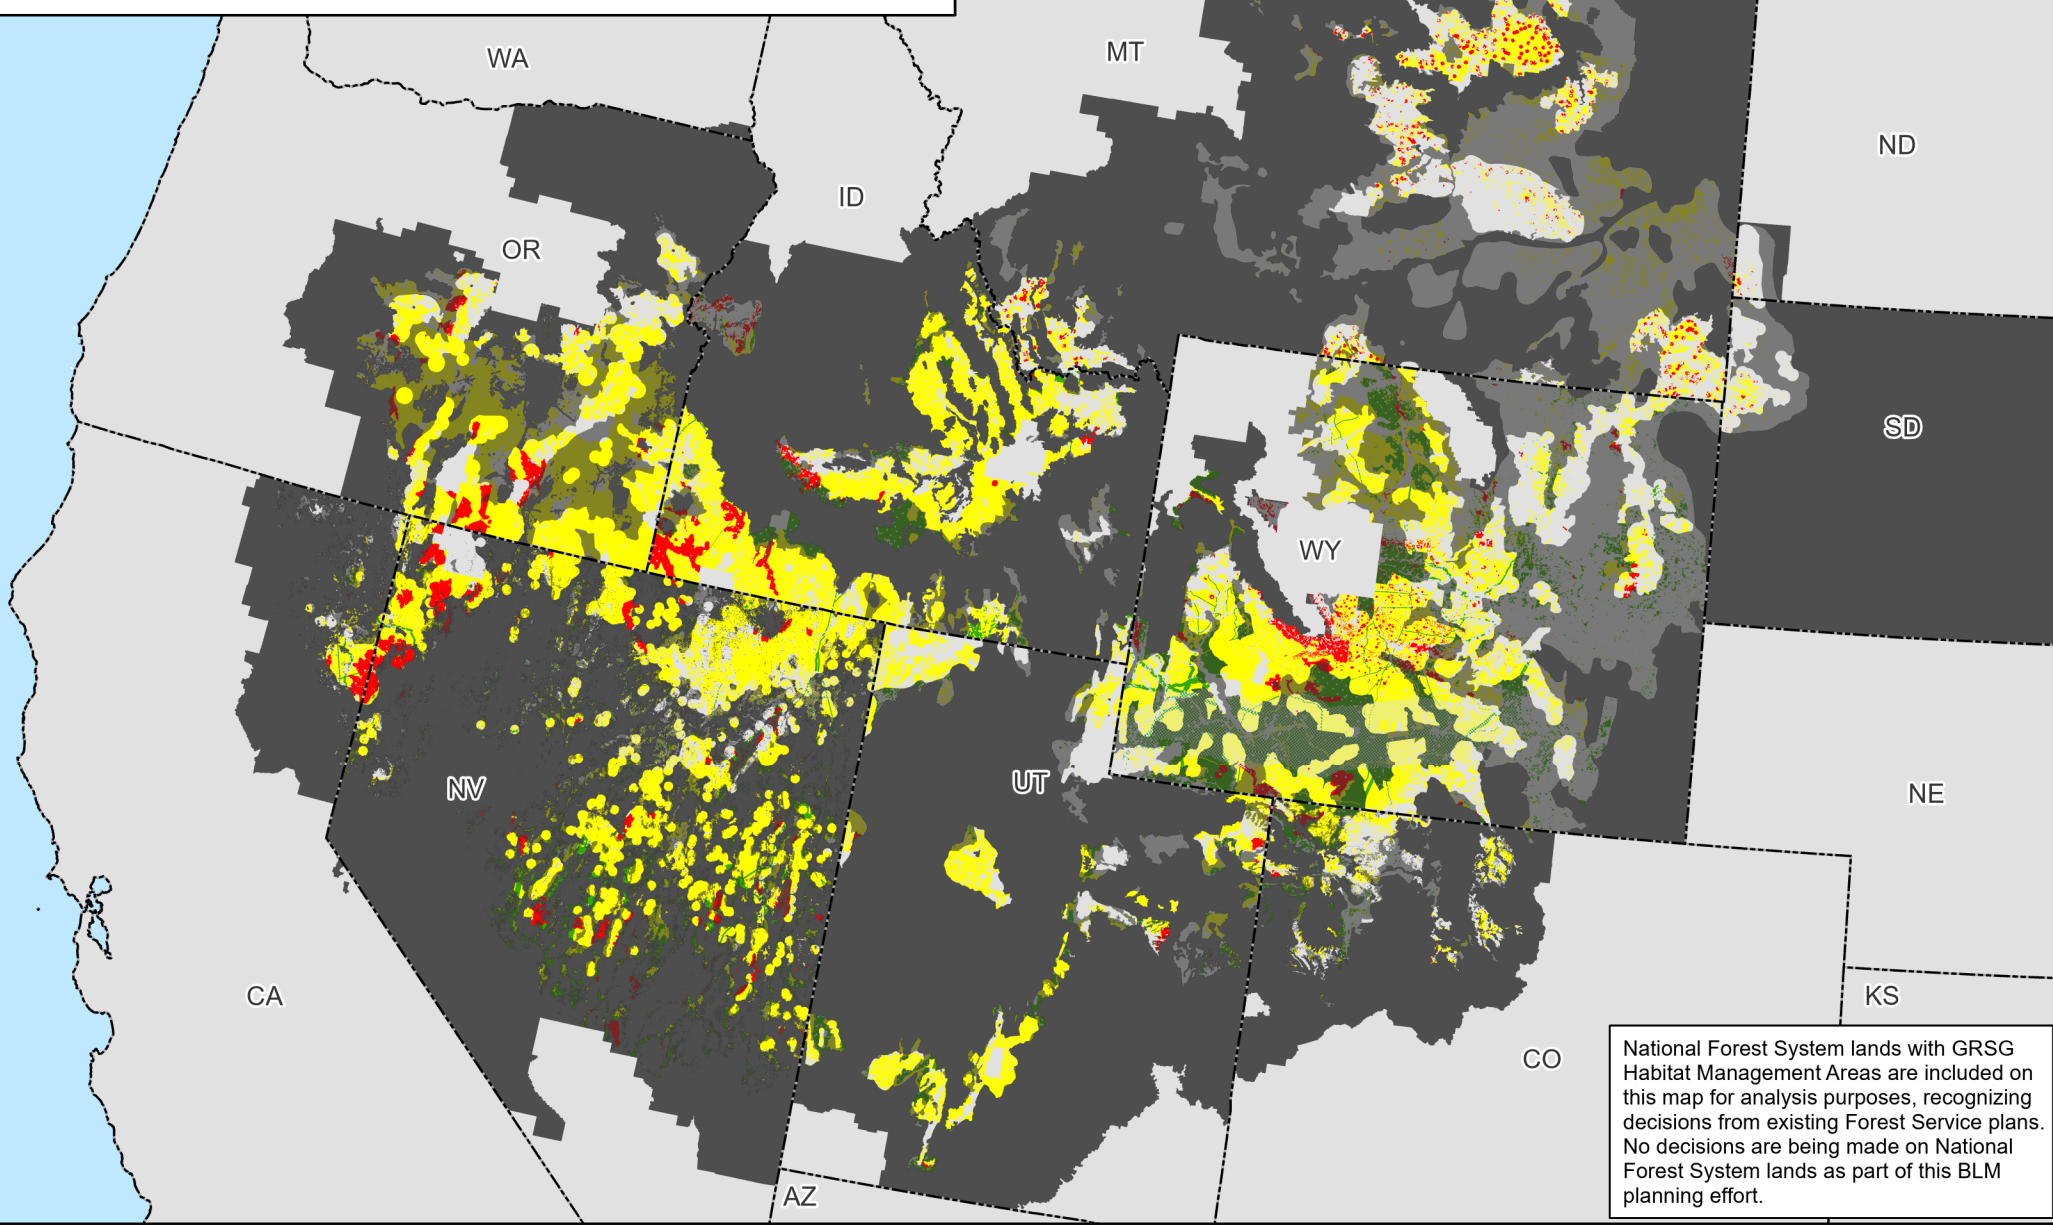 WA
MT
ND
ID
OR
SD
WY
NV
UT
NE
CA
KS
CO
AZ
National Forest System lands with GRSG
Habitat Management Areas are included on
this map for analysis purposes, recognizing
decisions from existing Forest Service plans.
No decisions are being made on National
Forest System lands as part of this BLM
planning effort.